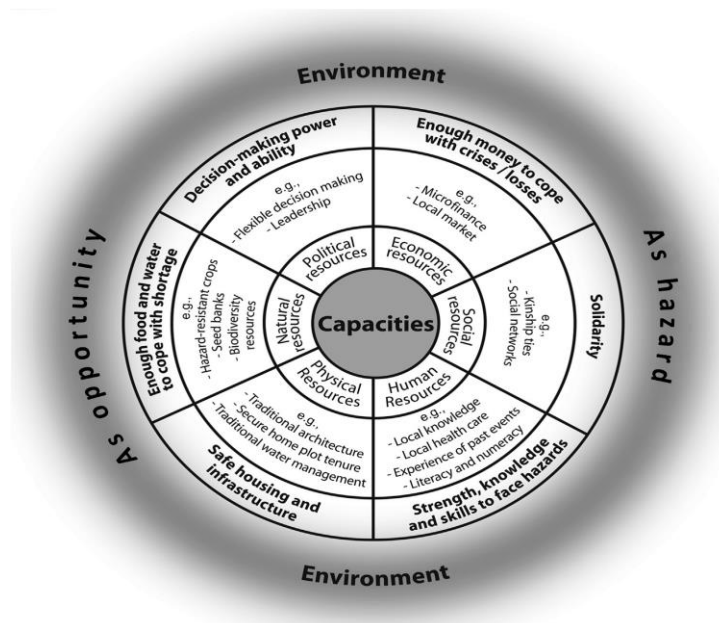 Environment
As opportunity
As hazard
Environment
Capacities
Political
resources
Decision-making power
and ability
e.g.,
- Flexible decision making
- Leadership
Economic
resources
Enough money to cope
with crises / losses
e.g.,
- Microfinance
- Local market
Social
resources
Solidarity
e.g.,
- Kinship ties
- Social networks
Human
Resources
Strength, knowledge
and skills to face hazards
e.g.,
- Local knowledge
- Local health care
- Experience of past events
- Literacy and numeracy
Physical
Resources
Safe housing and
infrastructure
e.g.,
- Traditional architecture
- Secure home plot tenure
- Traditional water management
Natural
resources
Enough food and water
to cope with shortage
e.g.,
- Hazard-resistant crops
- Seed banks
- Biodiversity
resources